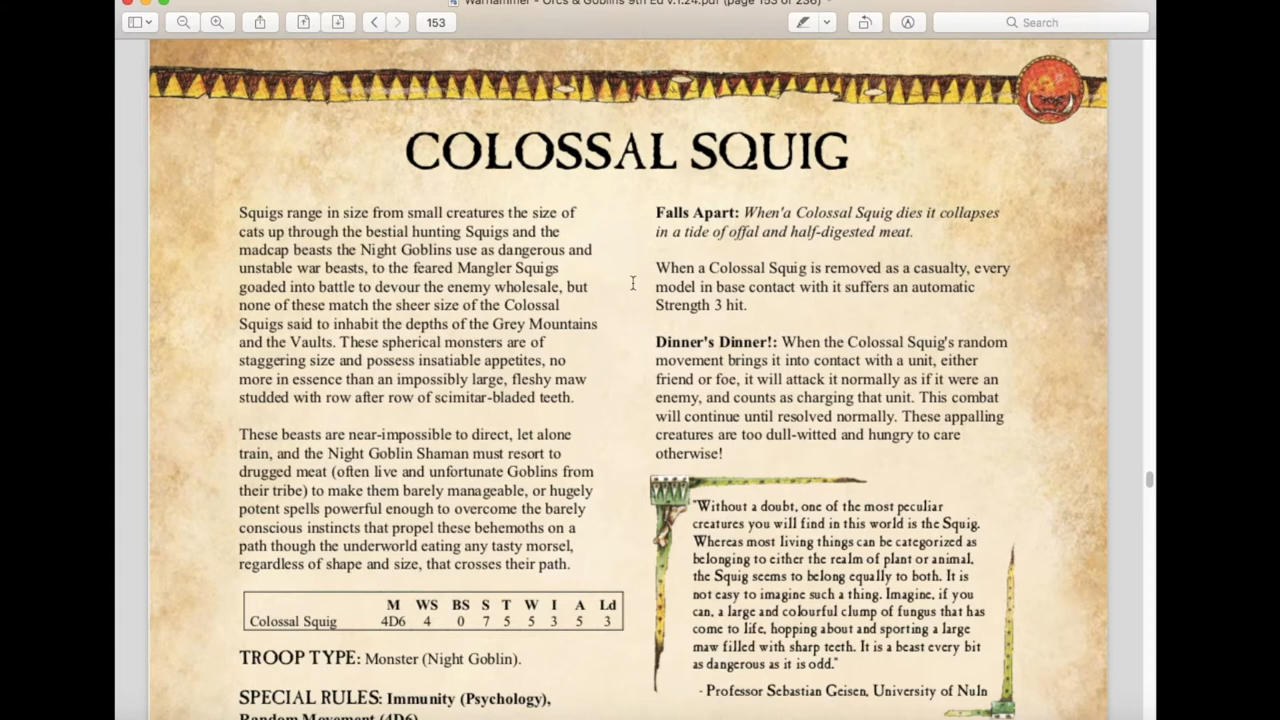 Warhammer - Orcs & Goblins 9th Ed v.1.24.pdf (page 153 of 236)
153
Search
COLOSSAL SQUIG
Squigs range in size from small creatures the size of
cats up through the bestial hunting Squigs and the
madcap beasts the Night Goblins use as dangerous and
unstable war beasts, to the feared Mangler Squigs
goaded into battle to devour the enemy wholesale, but
none of these match the sheer size of the Colossal
Squigs said to inhabit the depths of the Grey Mountains
and the Vaults. These spherical monsters are of
staggering size and possess insatiable appetites, no
more in essence than an impossibly large, fleshy maw
studded with row after row of scimitar-bladed teeth.
These beasts are near-impossible to direct, let alone
train, and the Night Goblin Shaman must resort to
drugged meat (often live and unfortunate Goblins from
their tribe) to make them barely manageable, or hugely
potent spells powerful enough to overcome the barely
conscious instincts that propel these behemoths on a
path though the underworld eating any tasty morsel,
regardless of shape and size, that crosses their path.
M WS BS S T W I A Ld
Colossal Squig 4D6 4 0 7 5 5 3 5 3
TROOP TYPE: Monster (Night Goblin).
SPECIAL RULES: Immunity (Psychology),
Random Movement (4D6)
Falls Apart: When'a Colossal Squig dies it collapses
in a tide of offal and half-digested meat.
When a Colossal Squig is removed as a casualty, every
model in base contact with it suffers an automatic
Strength 3 hit.
Dinner's Dinner!: When the Colossal Squig's random
movement brings it into contact with a unit, either
friend or foe, it will attack it normally as if it were an
enemy, and counts as charging that unit. This combat
will continue until resolved normally. These appalling
creatures are too dull-witted and hungry to care
otherwise!
"Without a doubt, one of the most peculiar
creatures you will find in this world is the Squig.
Whereas most living things can be categorized as
belonging to either the realm of plant or animal,
the Squig seems to belong equally to both. It is
not easy to imagine such a thing. Imagine, if you
can, a large and colourful clump of fungus that has
come to life, hopping about and sporting a large
maw filled with sharp teeth. It is a beast every bit
as dangerous as it is odd."
- Professor Sebastian Geisen, University of Nuln